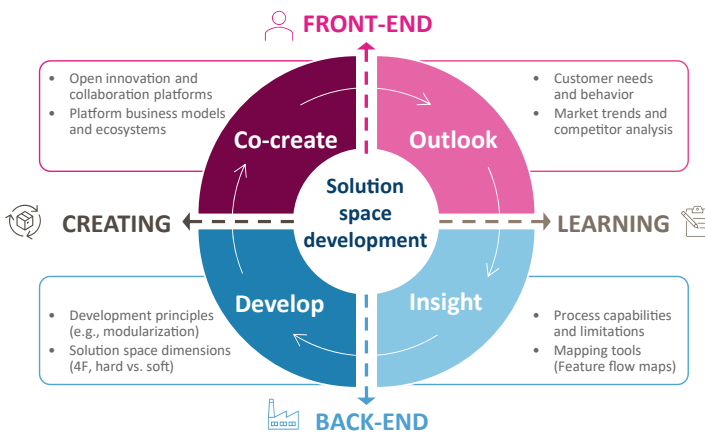 FRONT-END
• Open innovation and
collaboration platforms
• Platform business models
and ecosystems
• Customer needs
and behavior
• Market trends and
competitor analysis
Co-create
Outlook
Solution
space
development
CREATING
LEARNING
Develop
Insight
• Development principles
(e.g., modularization)
• Solution space dimensions
(4F, hard vs. soft)
• Process capabilities
and limitations
• Mapping tools
(Feature flow maps)
BACK-END